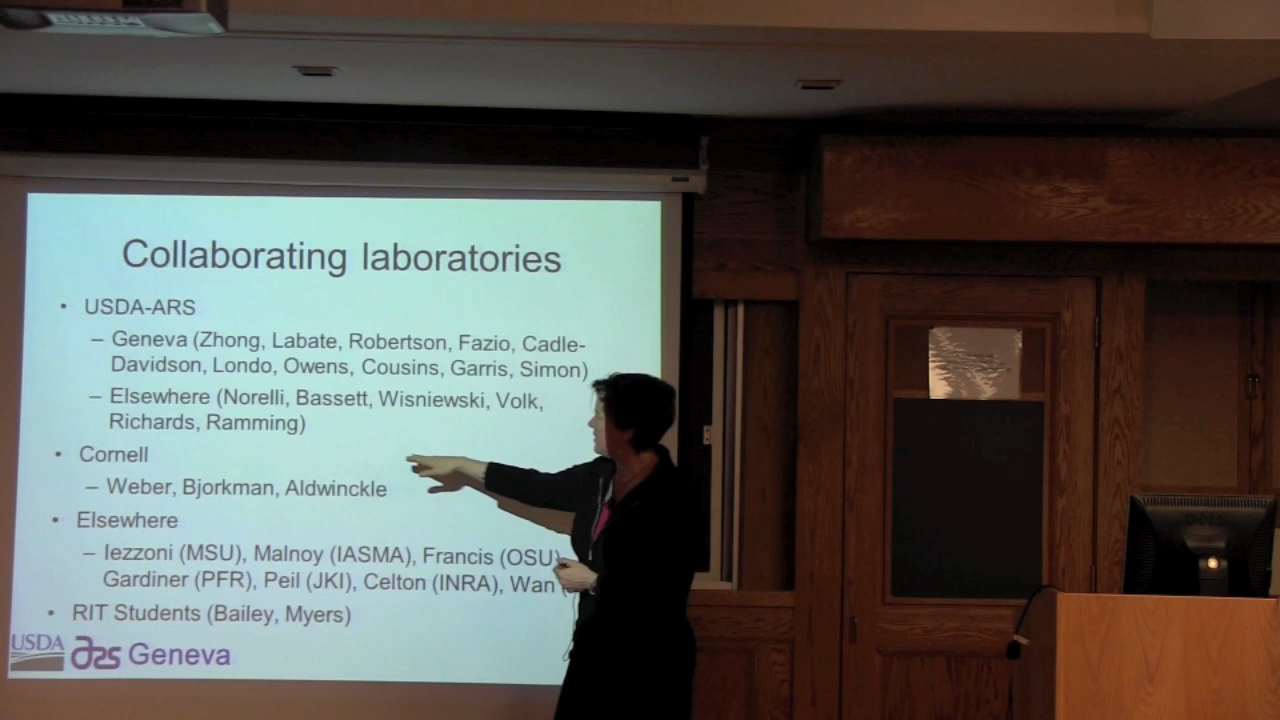 Collaborating laboratories
• USDA-ARS
– Geneva (Zhong, Labate, Robertson, Fazio, Cadle-
Davidson, Londo, Owens, Cousins, Garris, Simon)
– Elsewhere (Norelli, Bassett, Wisniewski, Volk,
Richards, Ramming)
• Cornell
– Weber, Bjorkman, Aldwinckle
• Elsewhere
– Iezzoni (MSU), Malnoy (IASMA), Francis (OSU)
Gardiner (PFR), Peil (JKI), Celton (INRA), Wan
• RIT Students (Bailey, Myers)
USDA ars Geneva